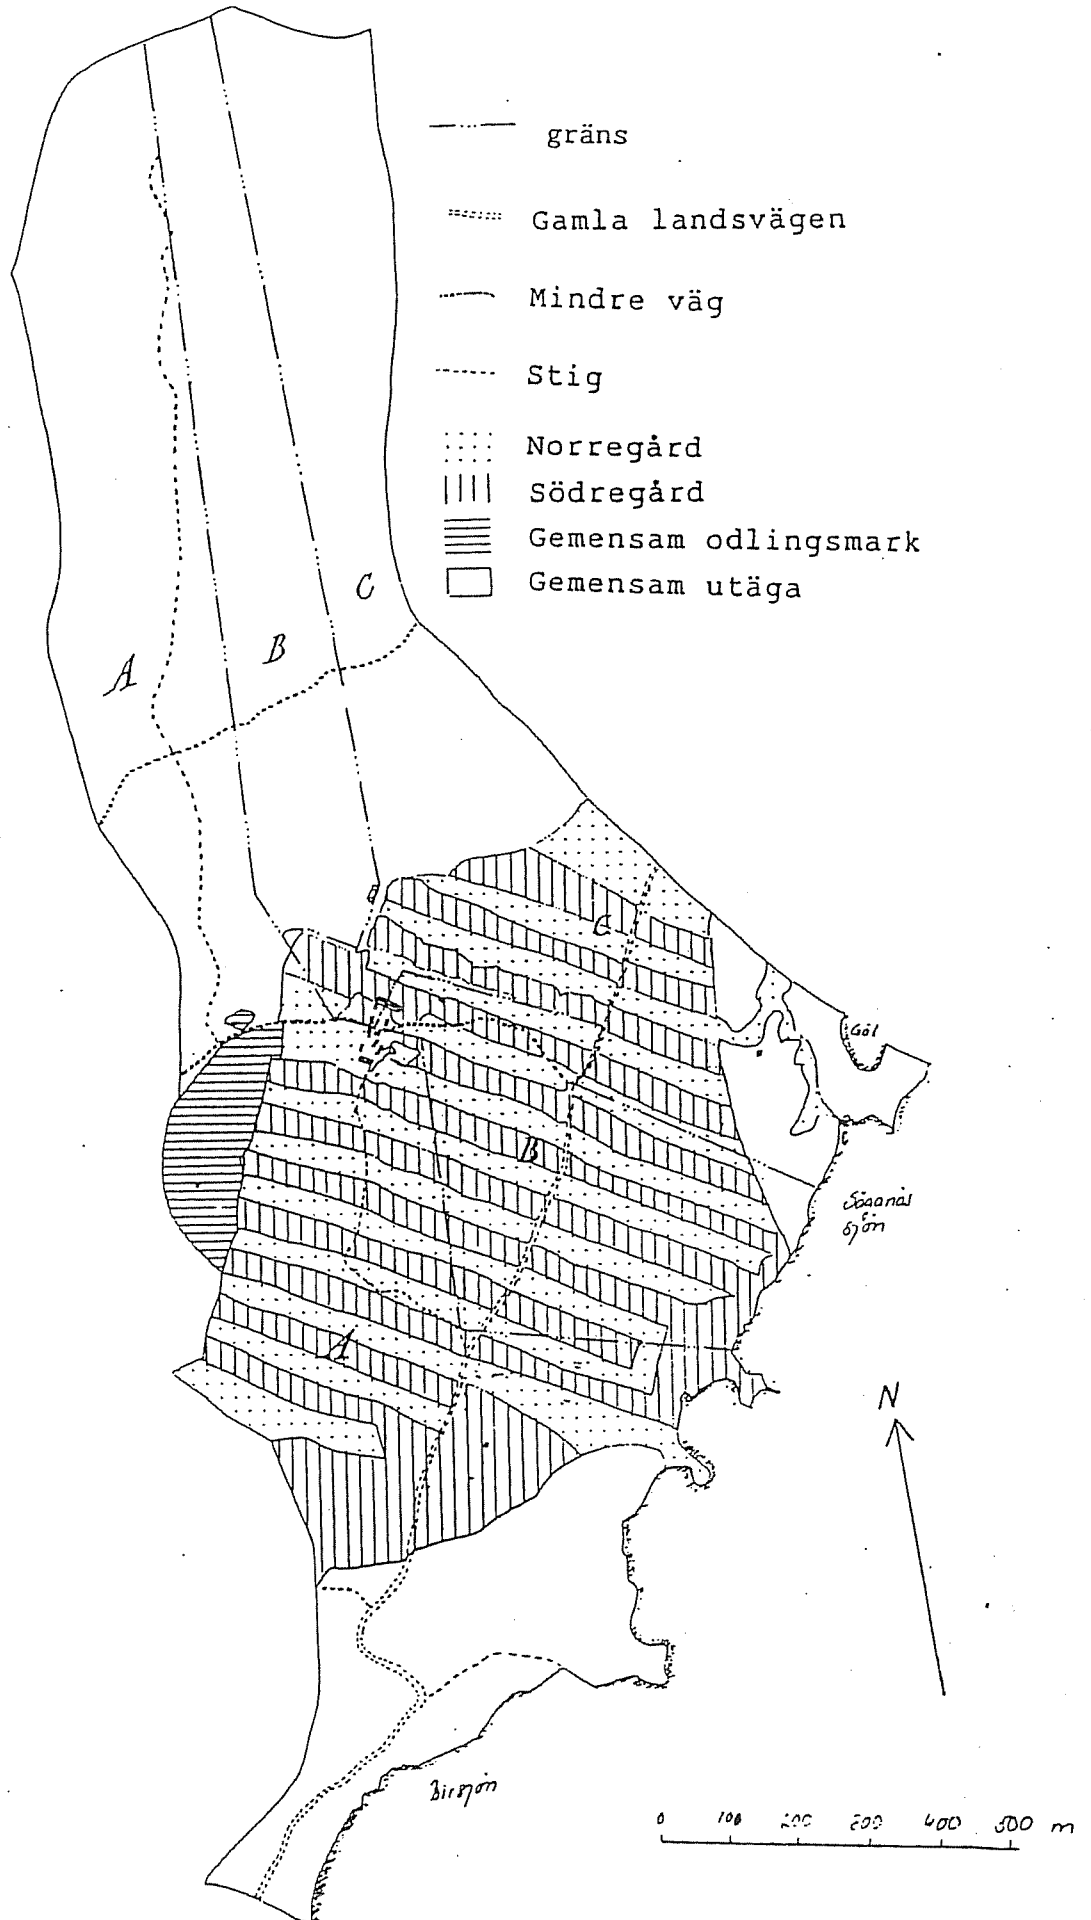 gräns
Gamla landsvägen
Mindre väg
Stig
Norregård
Södregård
Gemensam odlingsmark
Gemensam utäga
C
B
A
C
Göl
B
sjön
A
N
Birsjön
0 100 200 300 400 500 m